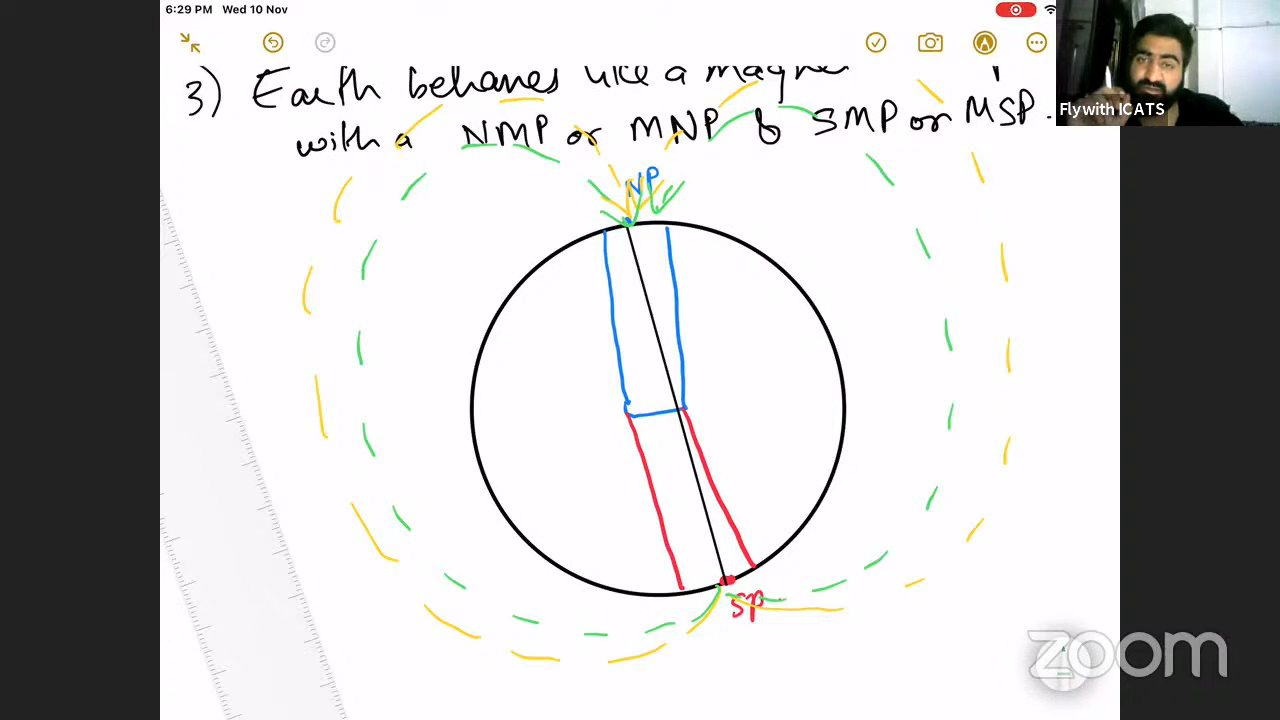 6:29 PM Wed 10 Nov
3) Earth behaves like a magne
with a NMP or MNP & SMP or MSP.
Flywith ICATS
NP
SP
zoom